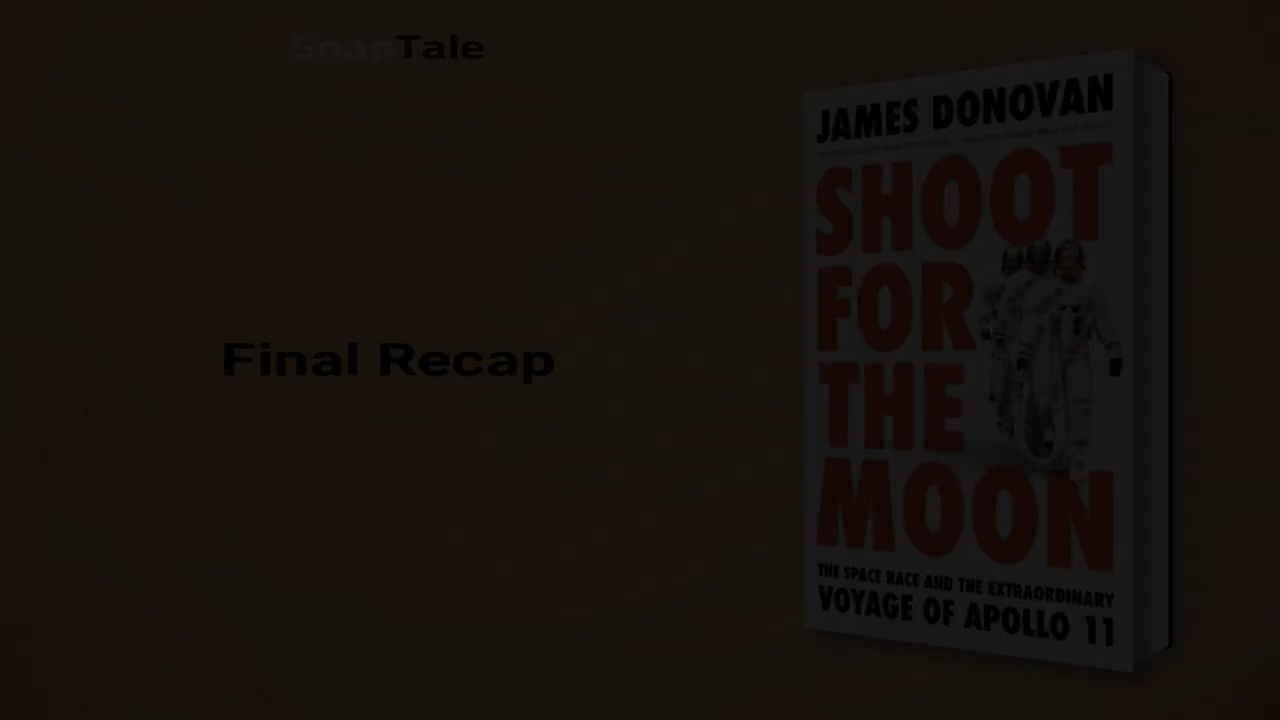 SnapTale
Final Recap
JAMES DONOVAN
SHOOT
FOR
THE
MOON
THE SPACE RACE AND THE EXTRAORDINARY
VOYAGE OF APOLLO 11